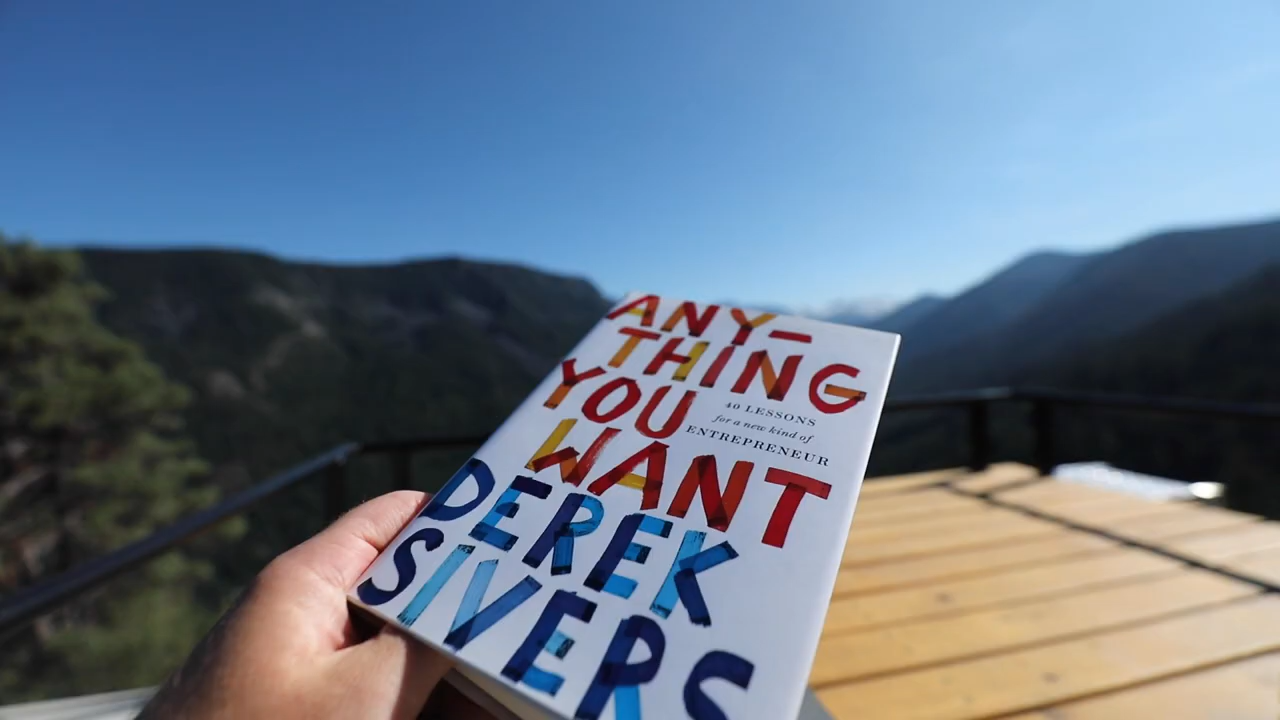 ANY-
THING
YOU
WANT
40 LESSONS
for a new kind of
ENTREPRENEUR
DEREK
SIVERS